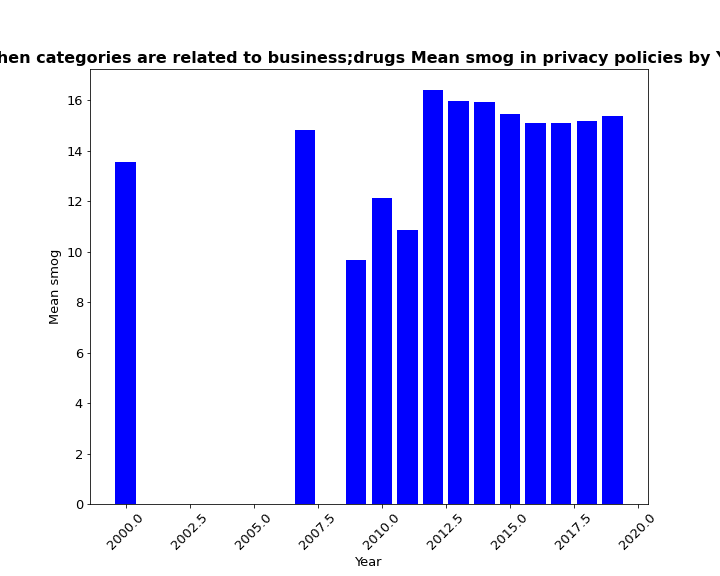 hen categories are related to business;drugs Mean smog in privacy policies by Y
16
14
12
10
8
6
4
2
0
Mean smog
2000.0 2002.5 2005.0 2007.5 2010.0 2012.5 2015.0 2017.5 2020.0
Year